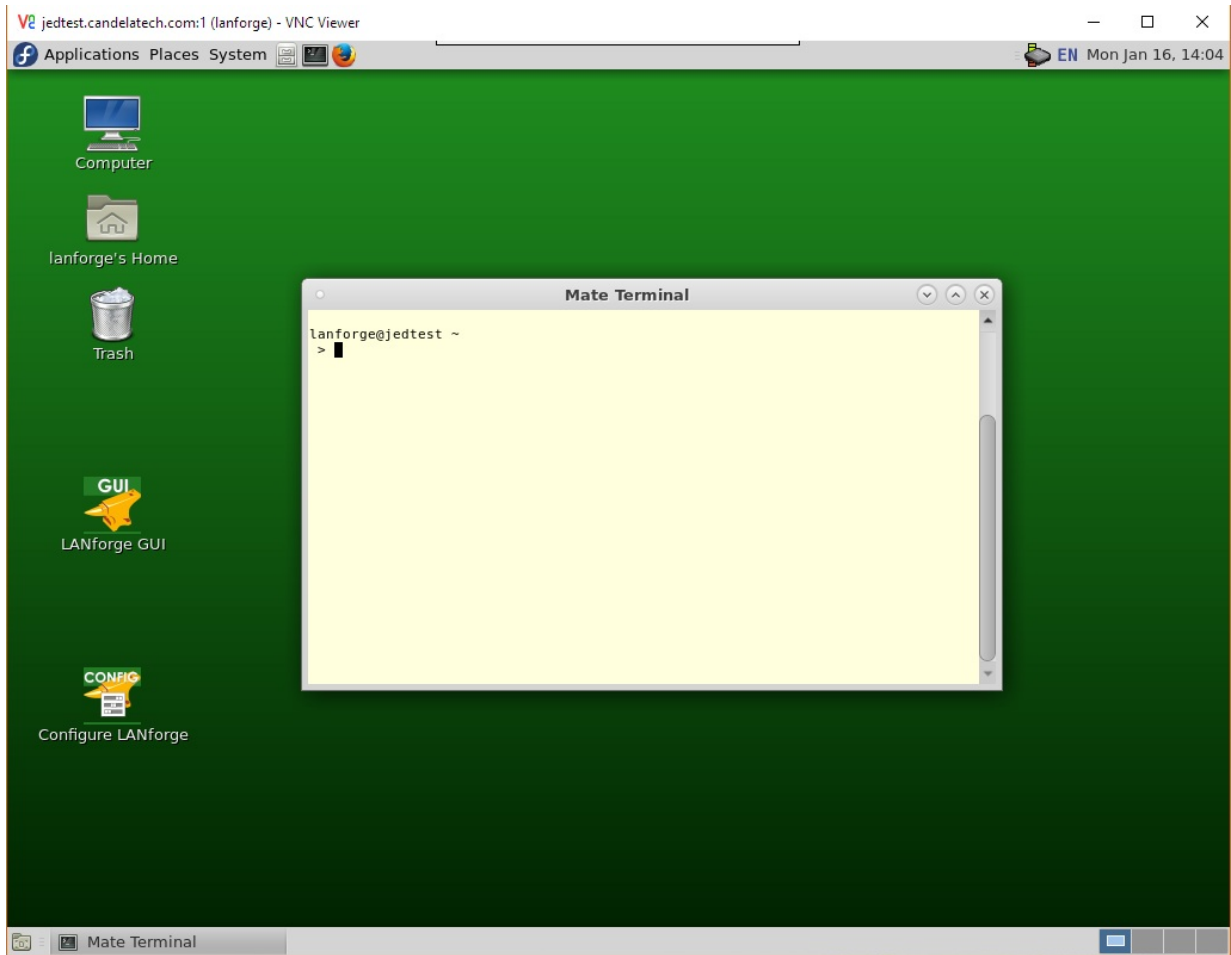 jedtest.candelatech.com:1 (lanforge) - VNC Viewer
Applications Places System EN Mon Jan 16, 14:04
Computer
lanforge's Home
Trash
GUI
LANforge GUI
CONFIG
Configure LANforge
Mate Terminal
lanforge@jedtest ~
>
Mate Terminal